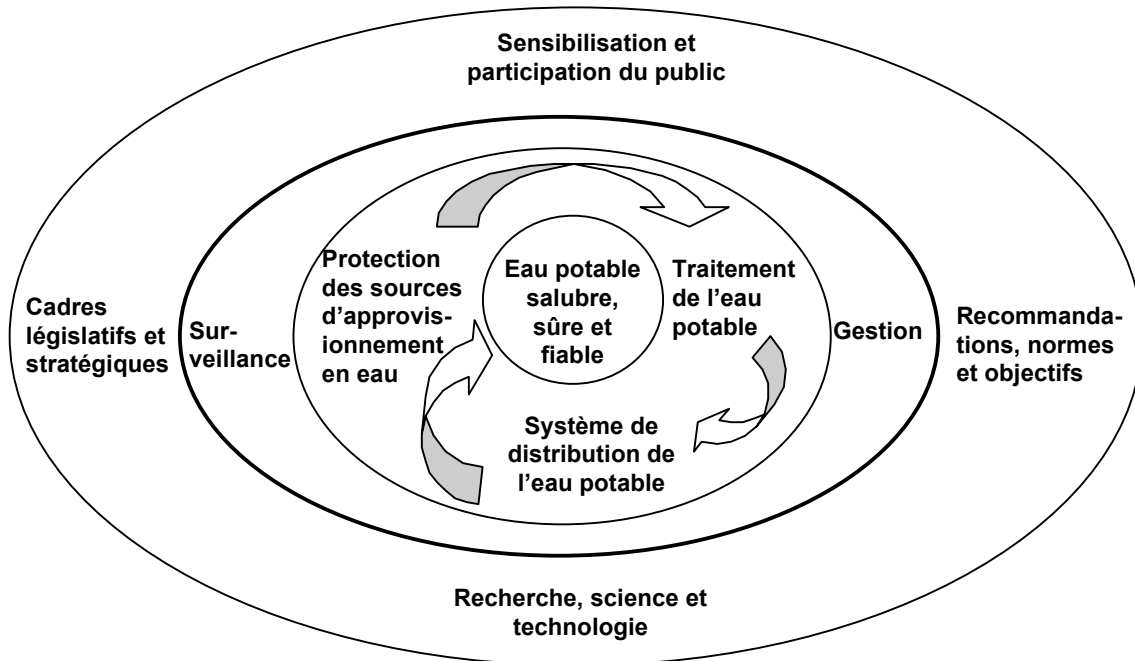 Sensibilisation et
participation du public
Protection
des sources
d'approvis-
ionnement
en eau
Eau potable
salubre,
sûre et
fiable
Traitement
de l'eau
potable
Cadres
législatifs et
stratégiques
Sur-
veillance
Gestion
Recommanda-
tions, normes
et objectifs
Système de
distribution de
l'eau potable
Recherche, science et
technologie